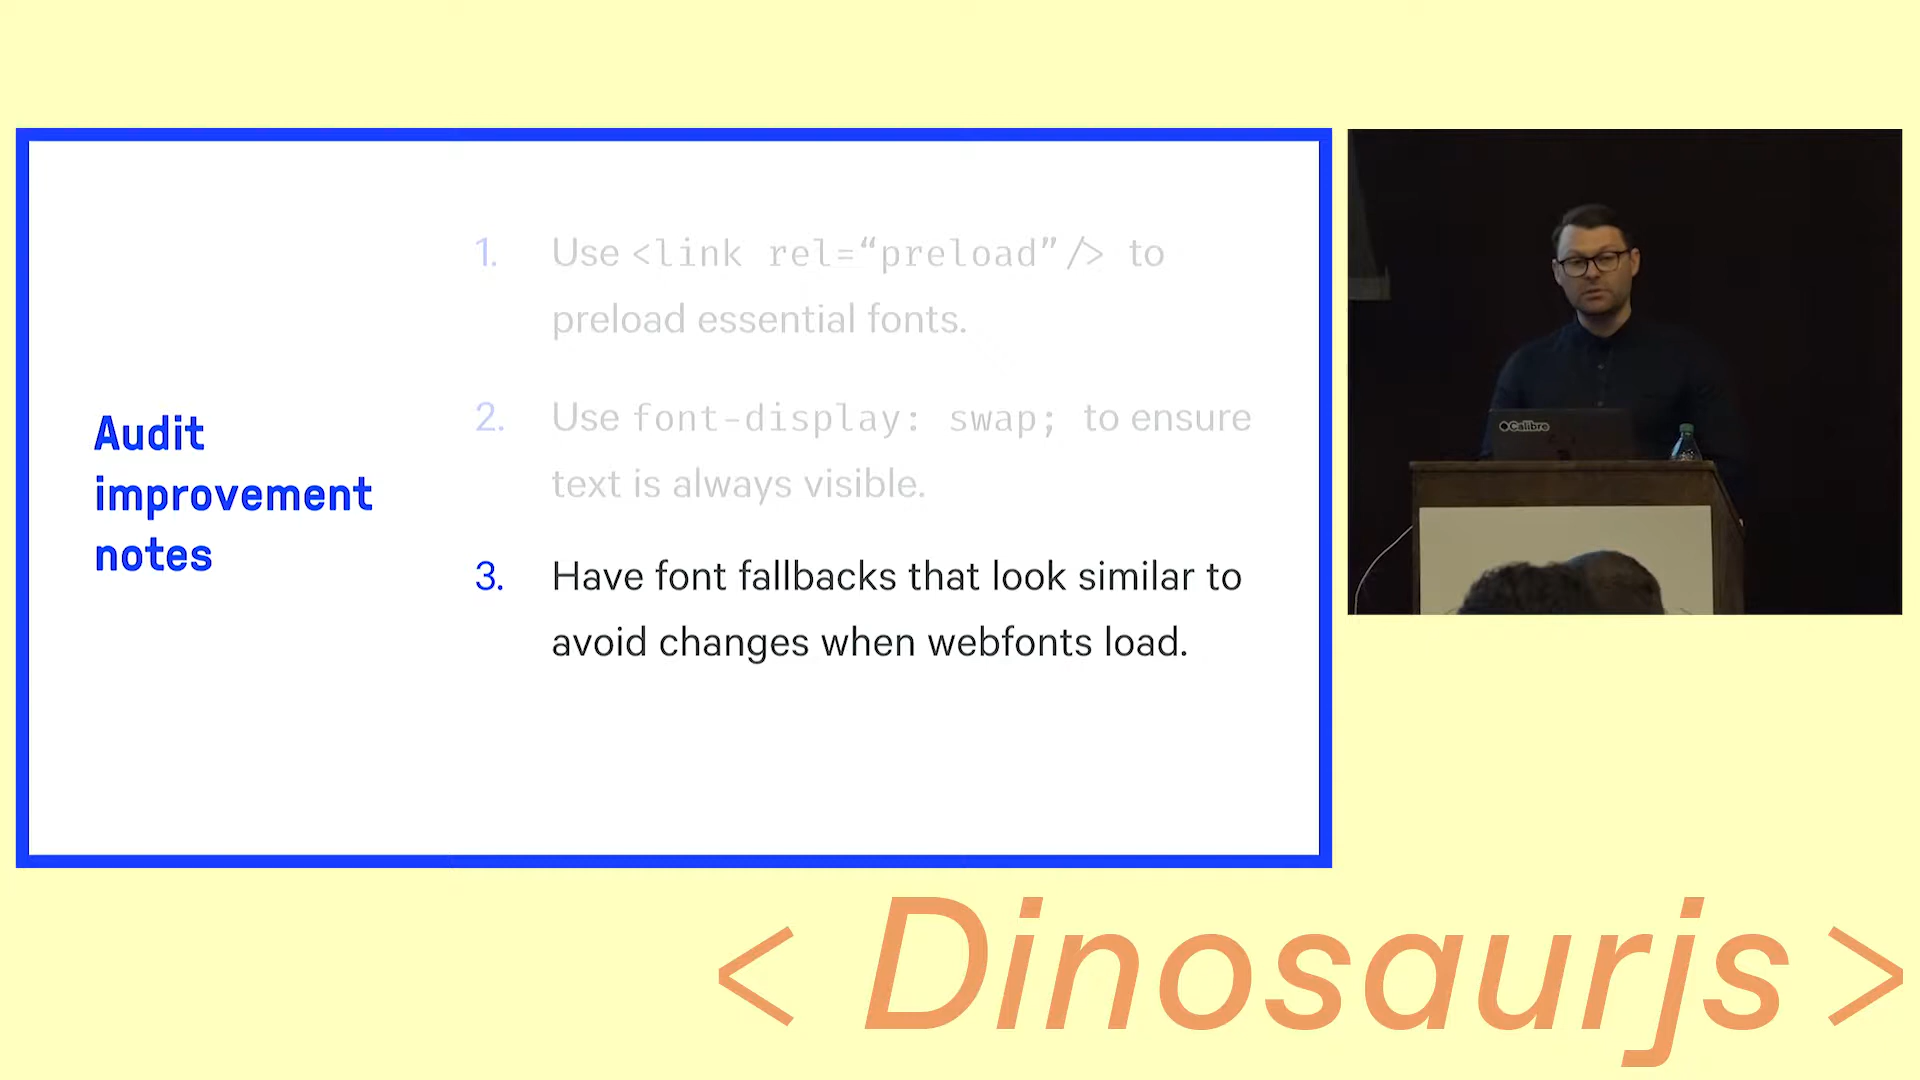 Audit
improvement
notes
1. Use <link rel=“preload”/> to
preload essential fonts.
2. Use font-display: swap; to ensure
text is always visible.
3. Have font fallbacks that look similar to
avoid changes when webfonts load.
Calibre
< Dinosaurjs >